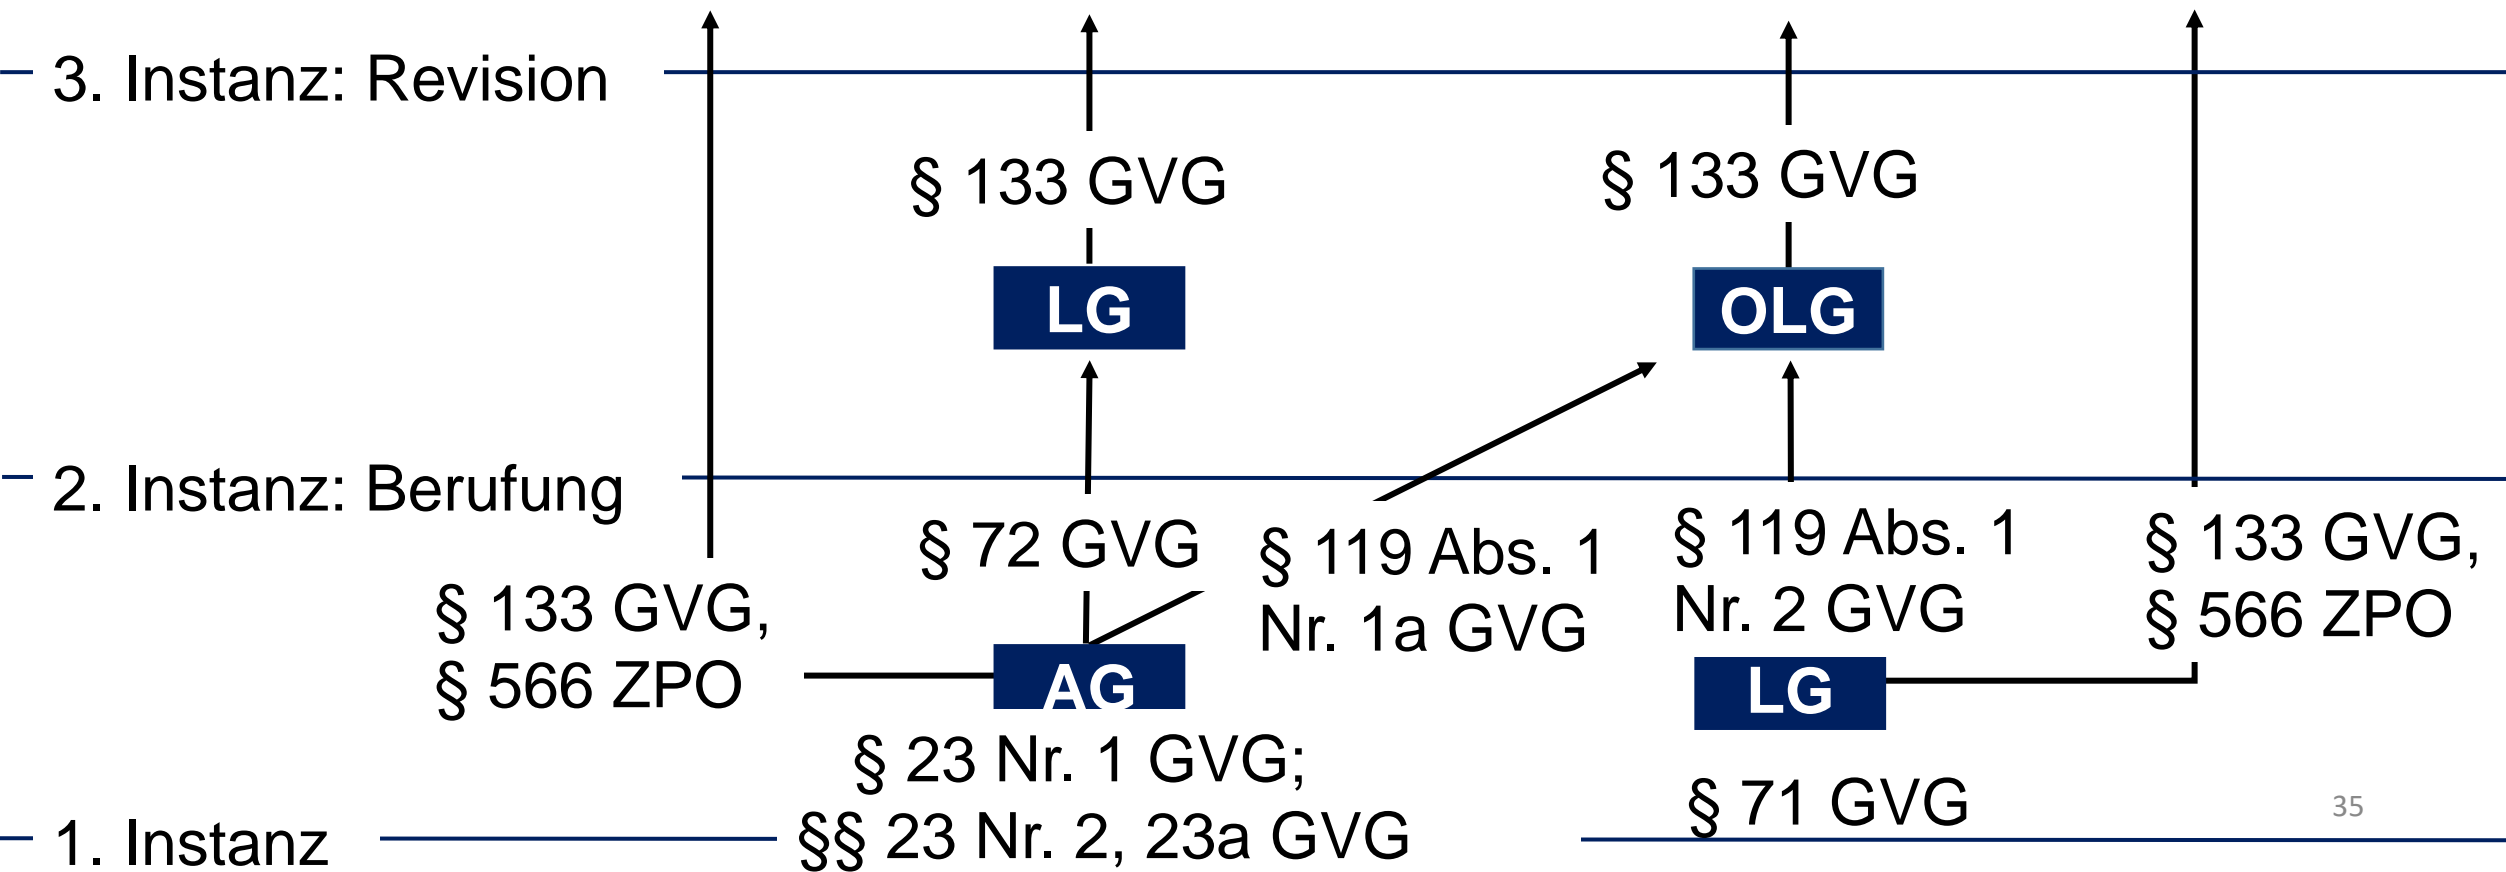 3. Instanz: Revision
§ 133 GVG
§ 133 GVG
LG
OLG
2. Instanz: Berufung
§ 72 GVG
§ 119 Abs. 1
Nr. 1a GVG
§ 119 Abs. 1
Nr. 2 GVG
§ 133 GVG,
§ 566 ZPO
§ 133 GVG,
§ 566 ZPO
AG
LG
§ 23 Nr. 1 GVG;
§§ 23 Nr. 2, 23a GVG
§ 71 GVG
35
1. Instanz